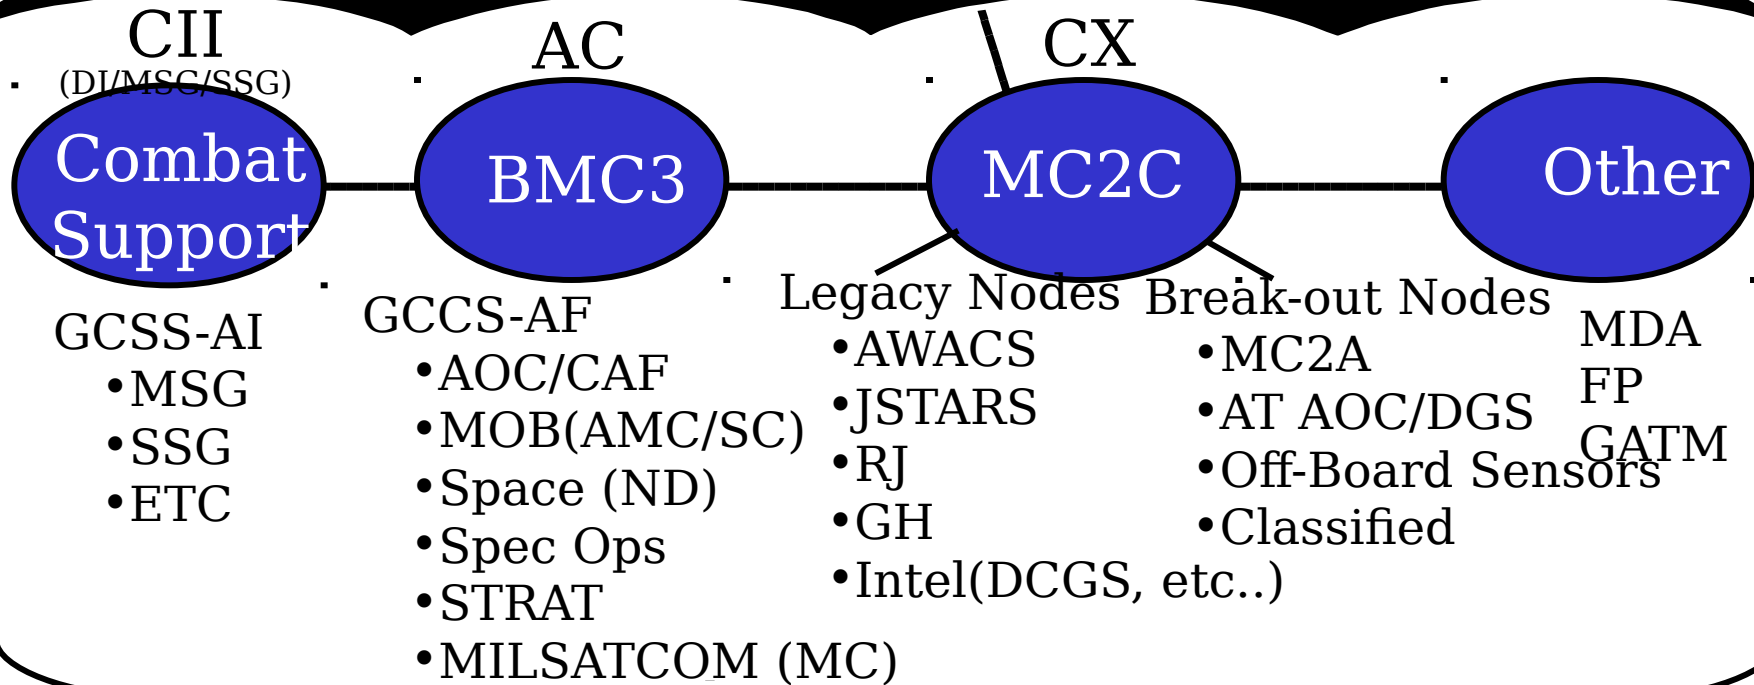 CII
(DI/MSG/SSG)
Combat
Support
GCSS-AI
•MSG
•SSG
•ETC
AC
BMC3
GCCS-AF
•AOC/CAF
•MOB(AMC/SC)
•Space (ND)
•Spec Ops
•STRAT
•MILSATCOM (MC)
CX
MC2C
Legacy Nodes
•AWACS
•JSTARS
•RJ
•GH
•Intel(DCGS, etc..)
Break-out Nodes
•MC2A
•AT AOC/DGS
•Off-Board Sensors
•Classified
Other
MDA
FP
GATM